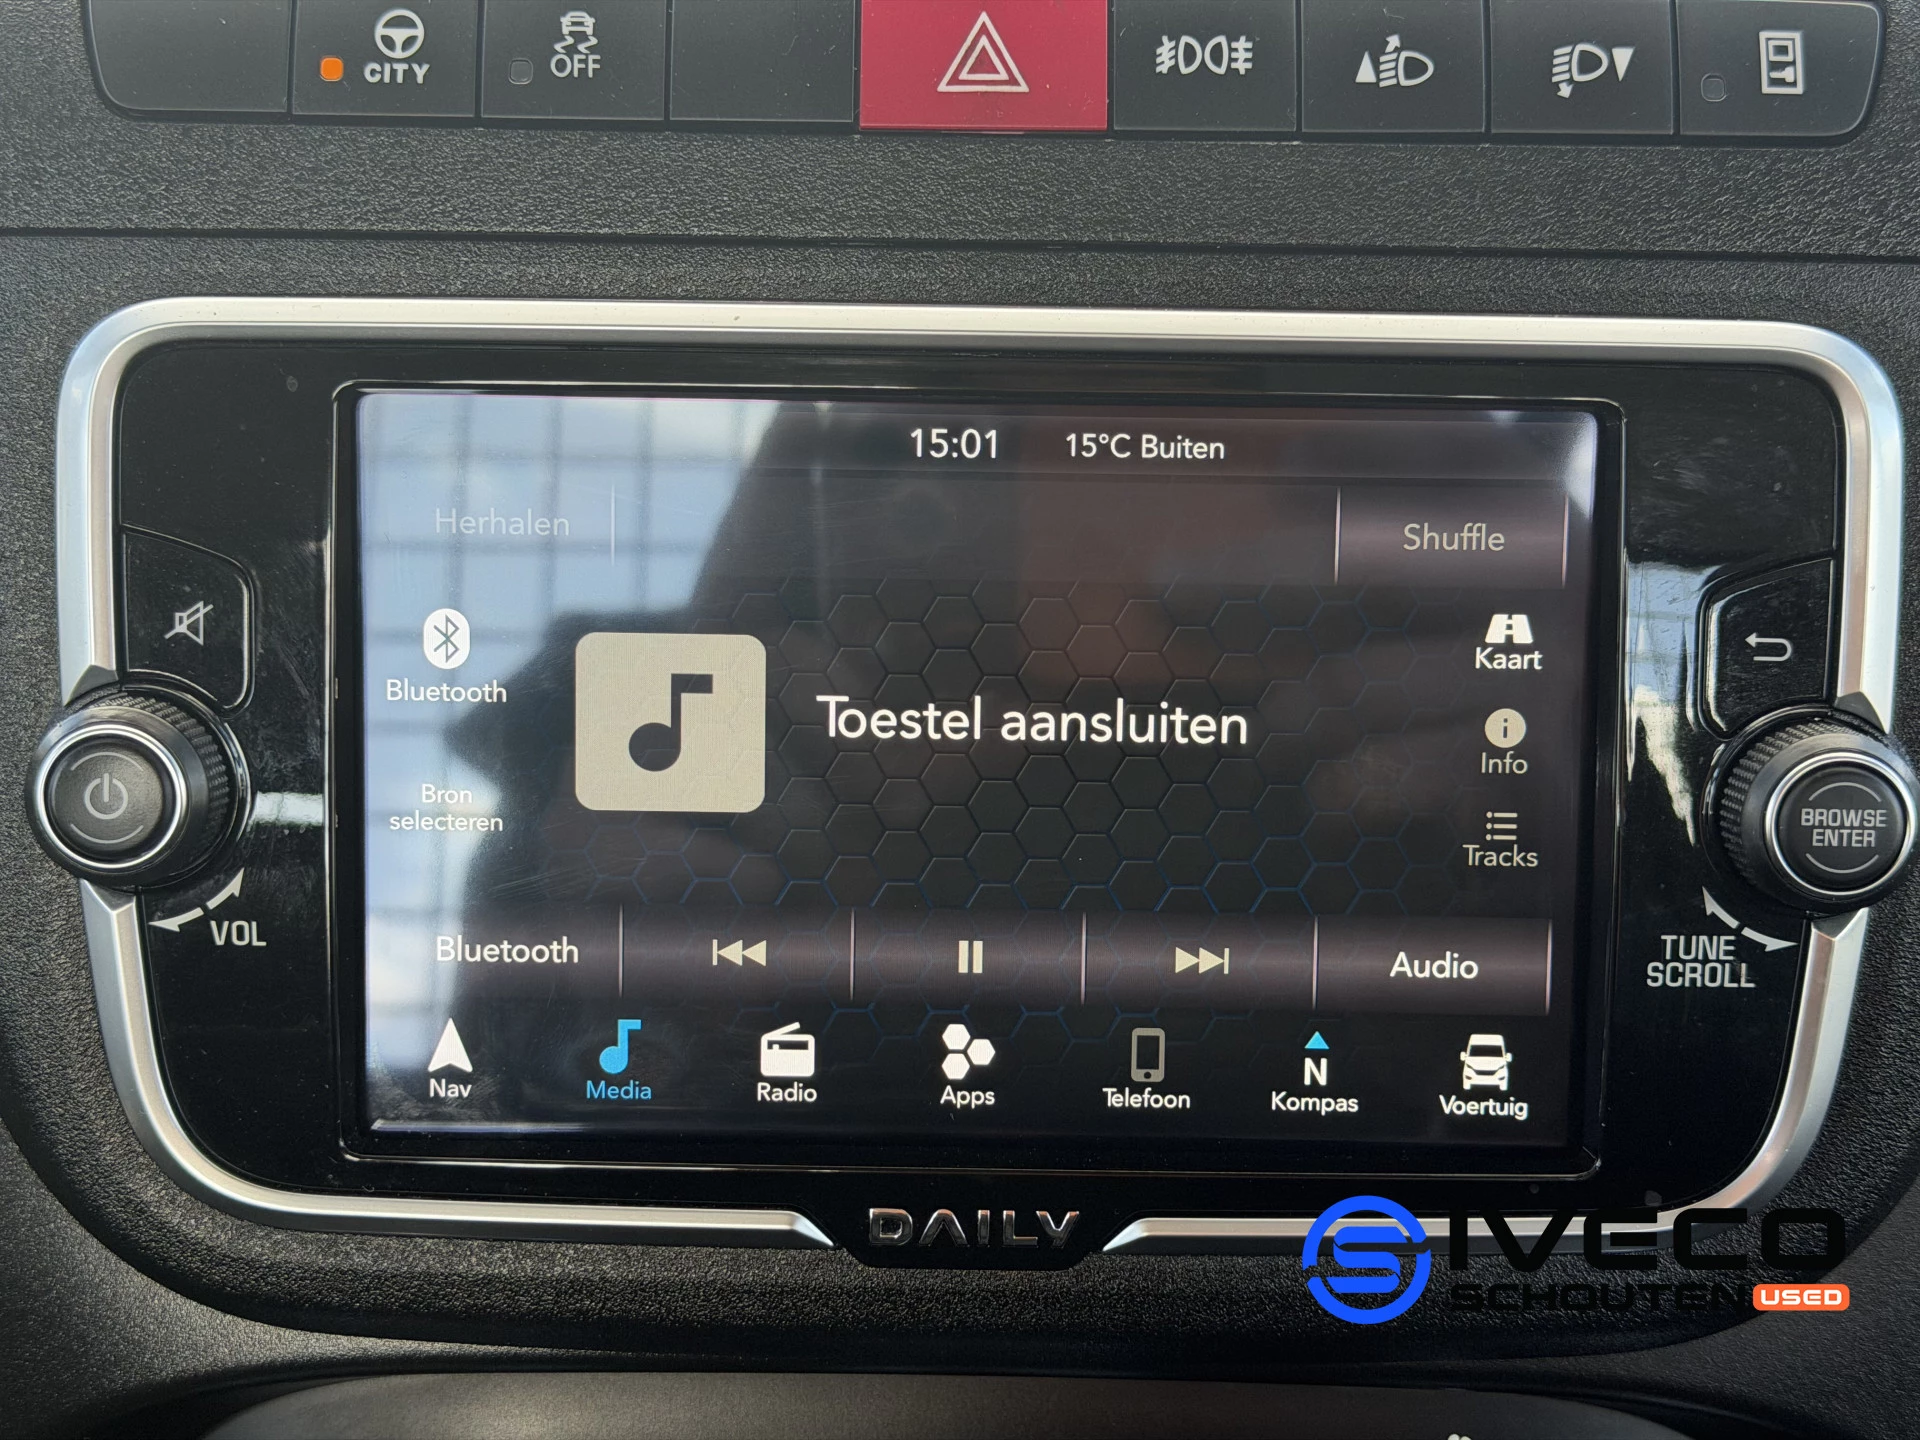 CITY
OFF
15:01 15°C Buiten
Herhalen
Shuffle
Bluetooth
Bron
selecteren
Toestel aansluiten
Kaart
Info
Tracks
VOL
BROWSE
ENTER
TUNE
SCROLL
Bluetooth
Audio
Nav
Media
Radio
Apps
Telefoon
N
Kompas
Voertuig
DAILY
IVECO
SCHOUTEN USED